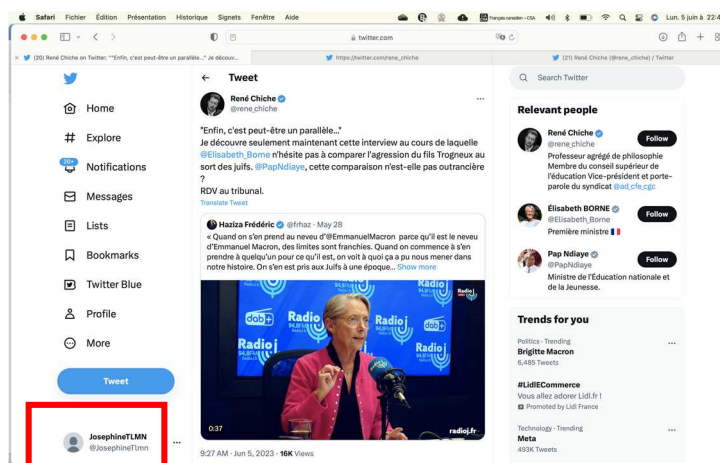 Safari Fichier Édition Présentation Historique Signets Fenêtre Aide
Français canadien – CSA
Lun. 5 juin à 22:4
twitter.com
(20) René Chiche on Twitter: ""Enfin, c'est peut-être un parallèle..." Je découvr...
https://twitter.com/rene_chiche
(21) René Chiche (@rene_chiche) / Twitter
Home
Explore
20+
Notifications
Messages
Lists
Bookmarks
Twitter Blue
Profile
More
Tweet
JosephineTLMN
@JosephineTlmn
Tweet
René Chiche
@rene_chiche
"Enfin, c'est peut-être un parallèle..."
Je découvre seulement maintenant cette interview au cours de laquelle
@Elisabeth_Borne n'hésite pas à comparer l'agression du fils Trogneux au
sort des juifs. @PapNdiaye, cette comparaison n'est-elle pas outrancière
?
RDV au tribunal.
Translate Tweet
Haziza Frédéric @frhaz · May 28
« Quand on s'en prend au neveu d'@EmmanuelMacron parce qu'il est le neveu
d'Emmanuel Macron, des limites sont franchies. Quand on commence à s'en
prendre à quelqu'un pour ce qu'il est, on voit à quoi ça a pu nous mener dans
notre histoire. On s'en est pris aux Juifs à une époque... Show more
dab+
Radio J
94.8FM
Radio J
dab+
Radio J
94.8FM
Radio J
0:37
radioj.fr
9:27 AM · Jun 5, 2023 · 16K Views
Search Twitter
Relevant people
René Chiche
@rene_chiche
Follow
Professeur agrégé de philosophie
Membre du conseil supérieur de
l'éducation Vice-président et porte-
parole du syndicat @ad_cfe_cgc
Élisabeth BORNE
@Elisabeth_Borne
Follow
Première ministre
Pap Ndiaye
@PapNdiaye
Follow
Ministre de l'Éducation nationale et
de la Jeunesse.
Trends for you
Politics · Trending
Brigitte Macron
6,485 Tweets
#LidlECommerce
Vous allez adorer Lidl.fr !
Promoted by Lidl France
Technology · Trending
Meta
493K Tweets